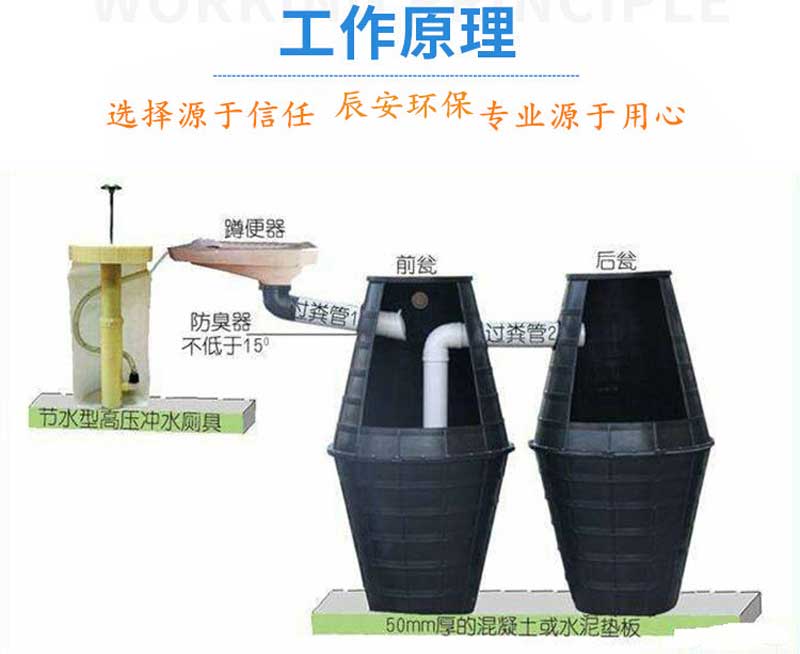 WORKING PRINCIPLE
工作原理
选择源于信任 辰安环保 专业源于用心
蹲便器
前瓮
后瓮
过粪管1
防臭器
不低于15⁰
过粪管2
节水型高压冲水厕具
50mm厚的混凝土或水泥垫板